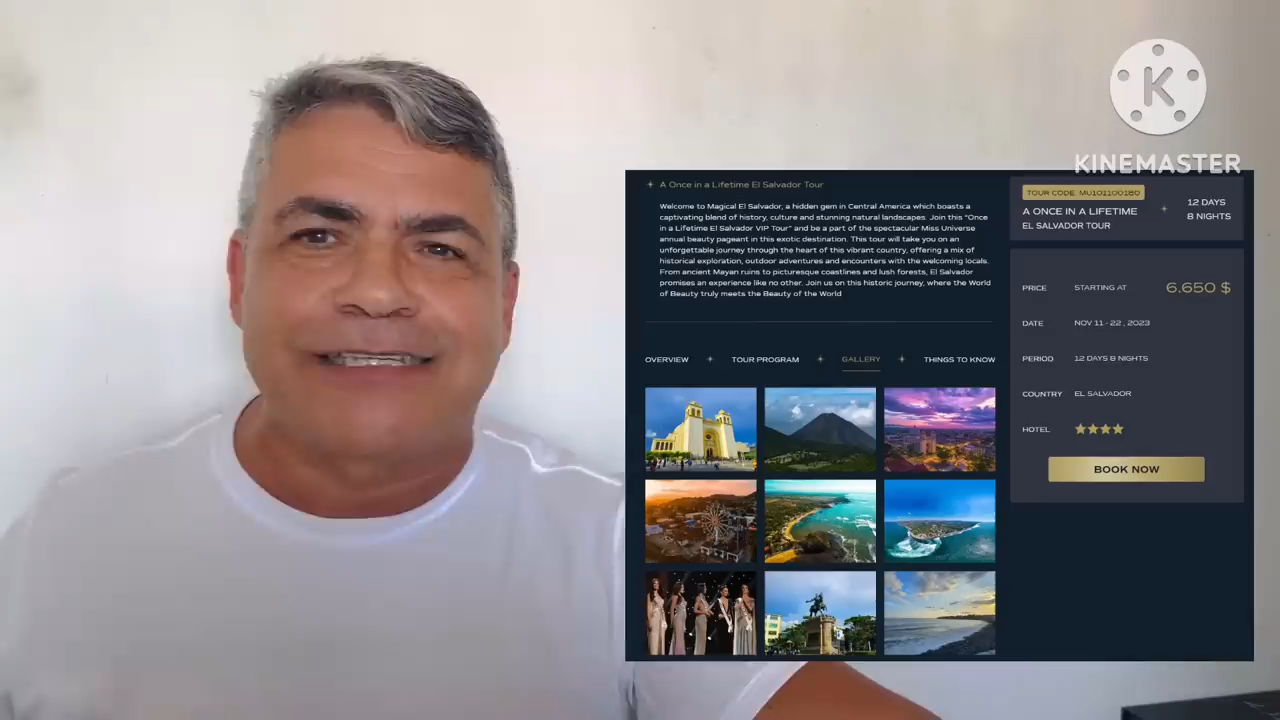 K
KINEMASTER
A Once in a Lifetime El Salvador Tour
Welcome to Magical El Salvador, a hidden gem in Central America which boasts a
captivating blend of history, culture and stunning natural landscapes. Join this "Once
in a Lifetime El Salvador VIP Tour" and be a part of the spectacular Miss Universe
annual beauty pageant in this exotic destination. This tour will take you on an
unforgettable journey through the heart of this vibrant country, offering a mix of
historical exploration, outdoor adventures and encounters with the welcoming locals.
From ancient Mayan ruins to picturesque coastlines and lush forests, El Salvador
promises an experience like no other. Join us on this historic journey, where the World
of Beauty truly meets the Beauty of the World
OVERVIEW
TOUR PROGRAM
GALLERY
THINGS TO KNOW
TOUR CODE: MU101100180
A ONCE IN A LIFETIME
EL SALVADOR TOUR
12 DAYS
8 NIGHTS
PRICE STARTING AT 6.650 $
DATE NOV 11 - 22 , 2023
PERIOD 12 DAYS 8 NIGHTS
COUNTRY EL SALVADOR
HOTEL
BOOK NOW